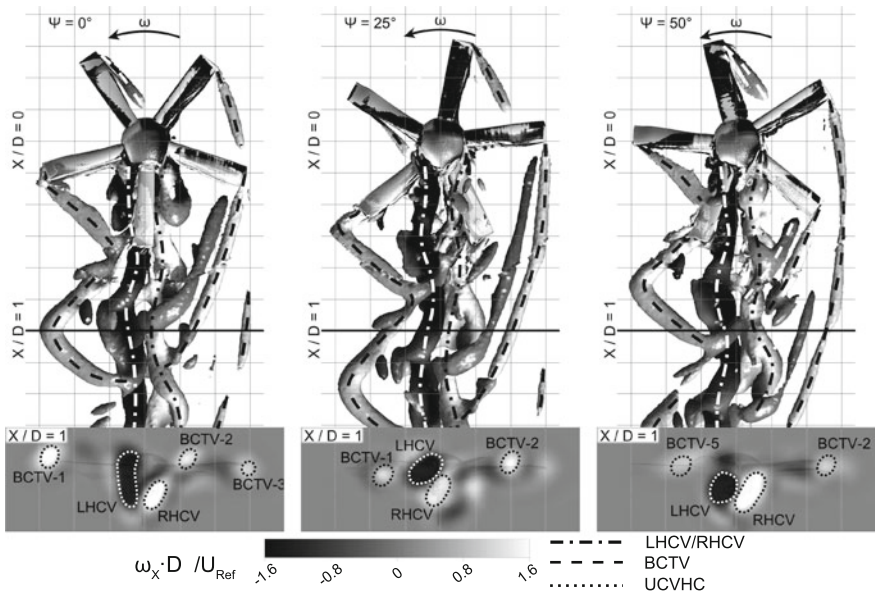 Ψ = 0° ω
Ψ = 25° ω
Ψ = 50° ω
X / D = 0
X / D = 0
X / D = 0
X / D = 1
X / D = 1
X / D = 1
X / D = 1
BCTV-1
BCTV-2
BCTV-3
LHCV
RHCV
X / D = 1
LHCV
BCTV-1
BCTV-2
RHCV
X / D = 1
BCTV-5
BCTV-2
LHCV
RHCV
ω_X·D /U_Ref
-1.6 -0.8 0 0.8 1.6
LHCV/RHCV
BCTV
UCVHC